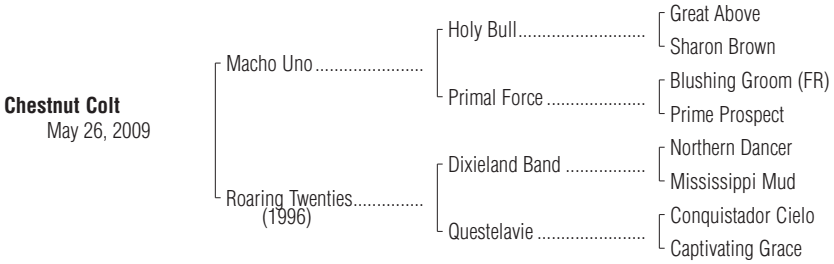 Great Above
Holy Bull...........................
Sharon Brown
Macho Uno.......................
Blushing Groom (FR)
Primal Force.....................
Prime Prospect
Chestnut Colt
May 26, 2009
Northern Dancer
Dixieland Band.................
Mississippi Mud
Roaring Twenties...............
(1996)
Conquistador Cielo
Questelavie.......................
Captivating Grace